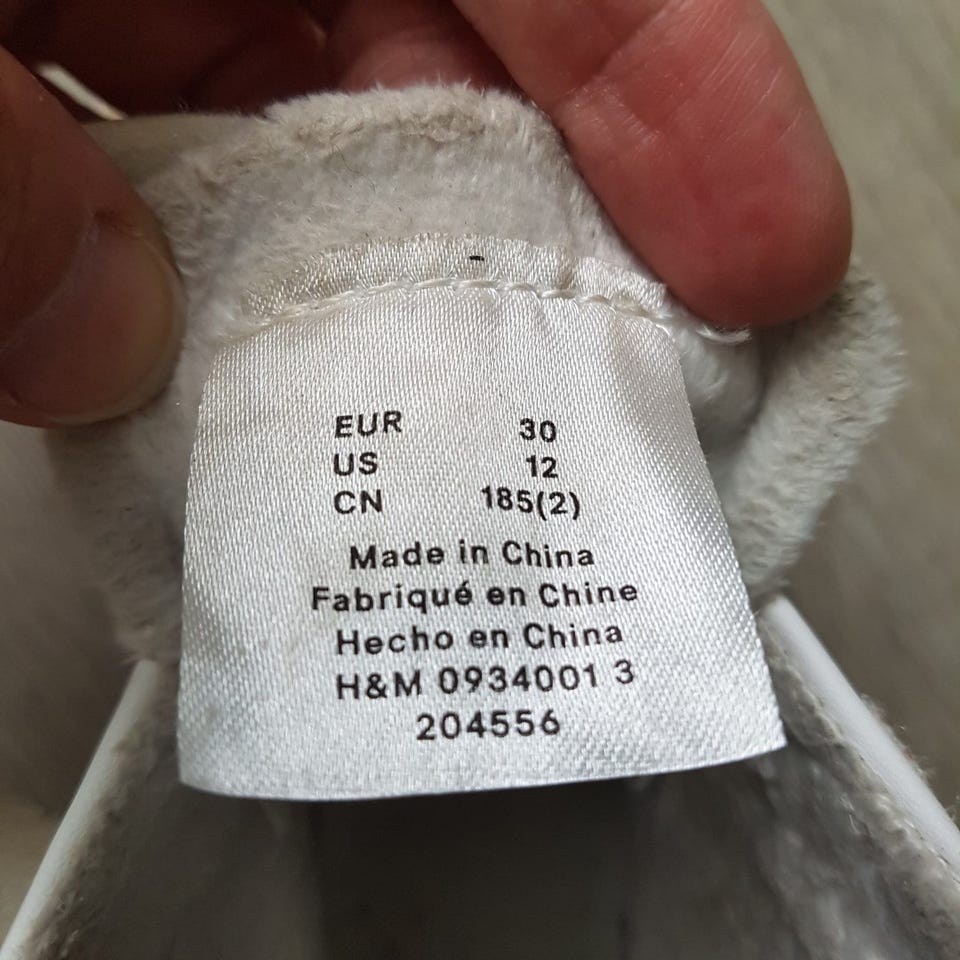 EUR 30
US 12
CN 185(2)
Made in China
Fabriqué en Chine
Hecho en China
H&M 0934001 3
204556